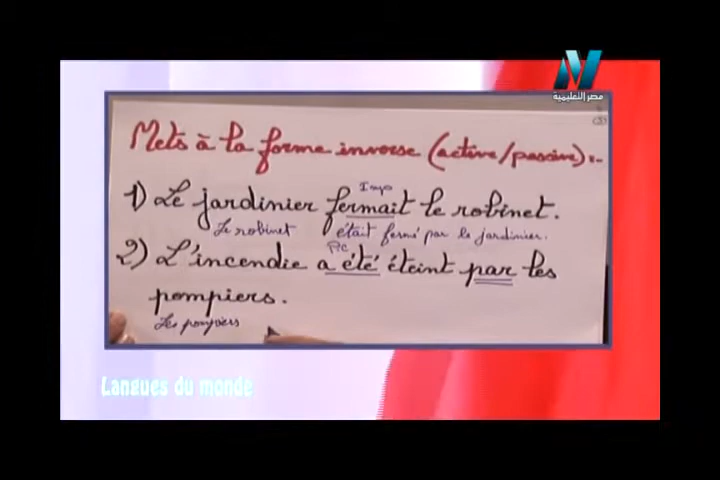 مصر التعليمية
Mets à la forme inverse (active/passive):-
Imp
1) Le jardinier fermait le robinet.
Le robinet était fermé par le jardinier.
PC
2) L'incendie a été éteint par les
pompiers.
Les pompiers
Langues du monde